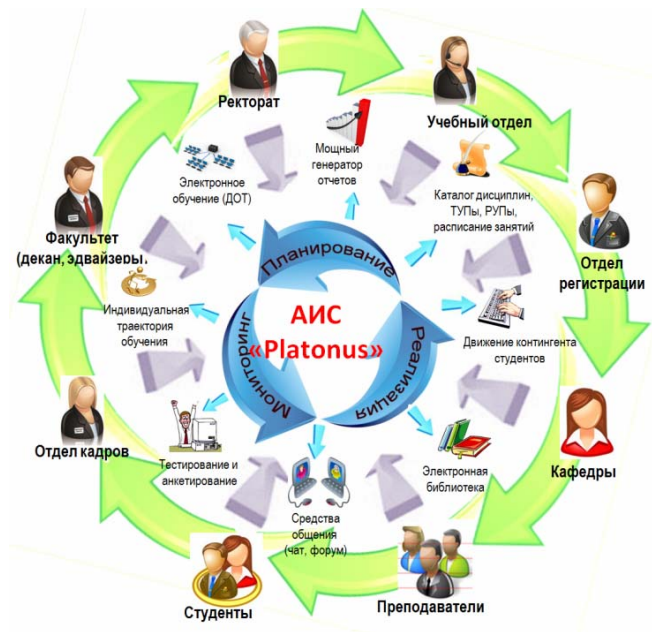 Ректорат
Учебный отдел
Мощный
генератор
отчетов
Электронное
обучение (ДОТ)
Каталог дисциплин,
ТУПы, РУПы,
расписание занятий
Факультет
(декан, эдвайзеры)
Отдел
регистрации
Планирование
Индивидуальная
траектория
обучения
АИС
«Platonus»
Мониторинг
Реализация
Движение контингента
студентов
Отдел кадров
Тестирование и
анкетирование
Электронная
библиотека
Кафедры
Средства
общения
(чат, форум)
Студенты
Преподаватели